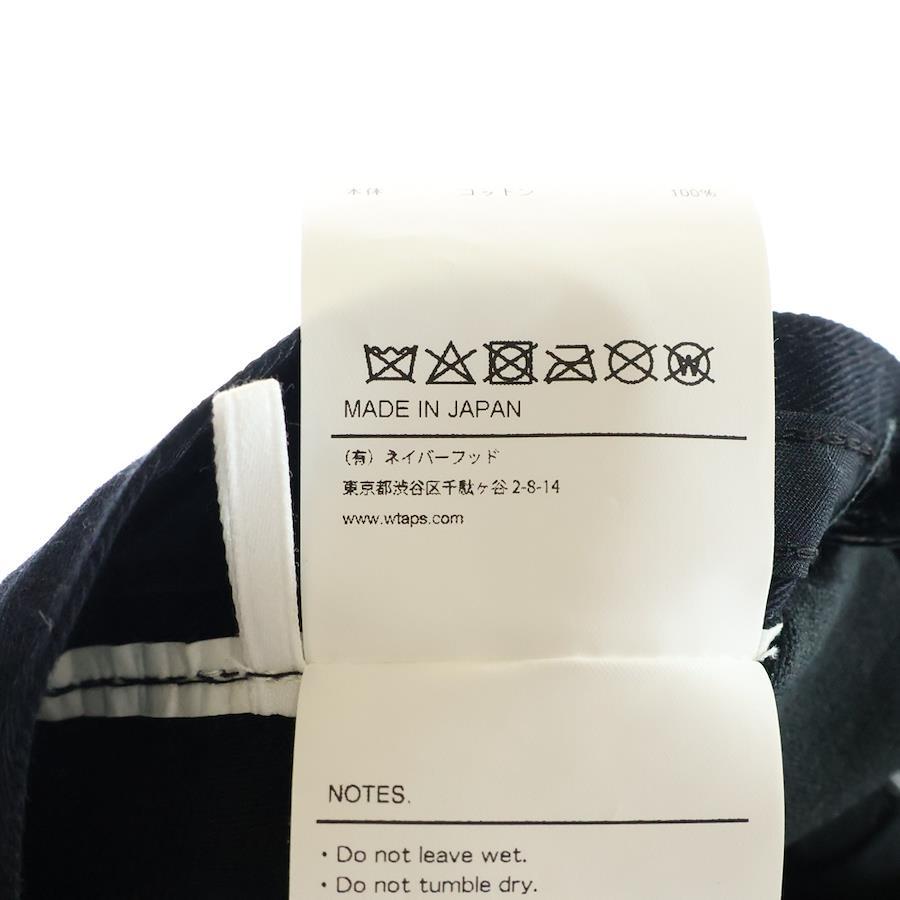 本体 コットン 100%
W
MADE IN JAPAN
（有）ネイバーフッド
東京都渋谷区千駄ヶ谷 2-8-14
www.wtaps.com
NOTES.
・Do not leave wet.
・Do not tumble dry.